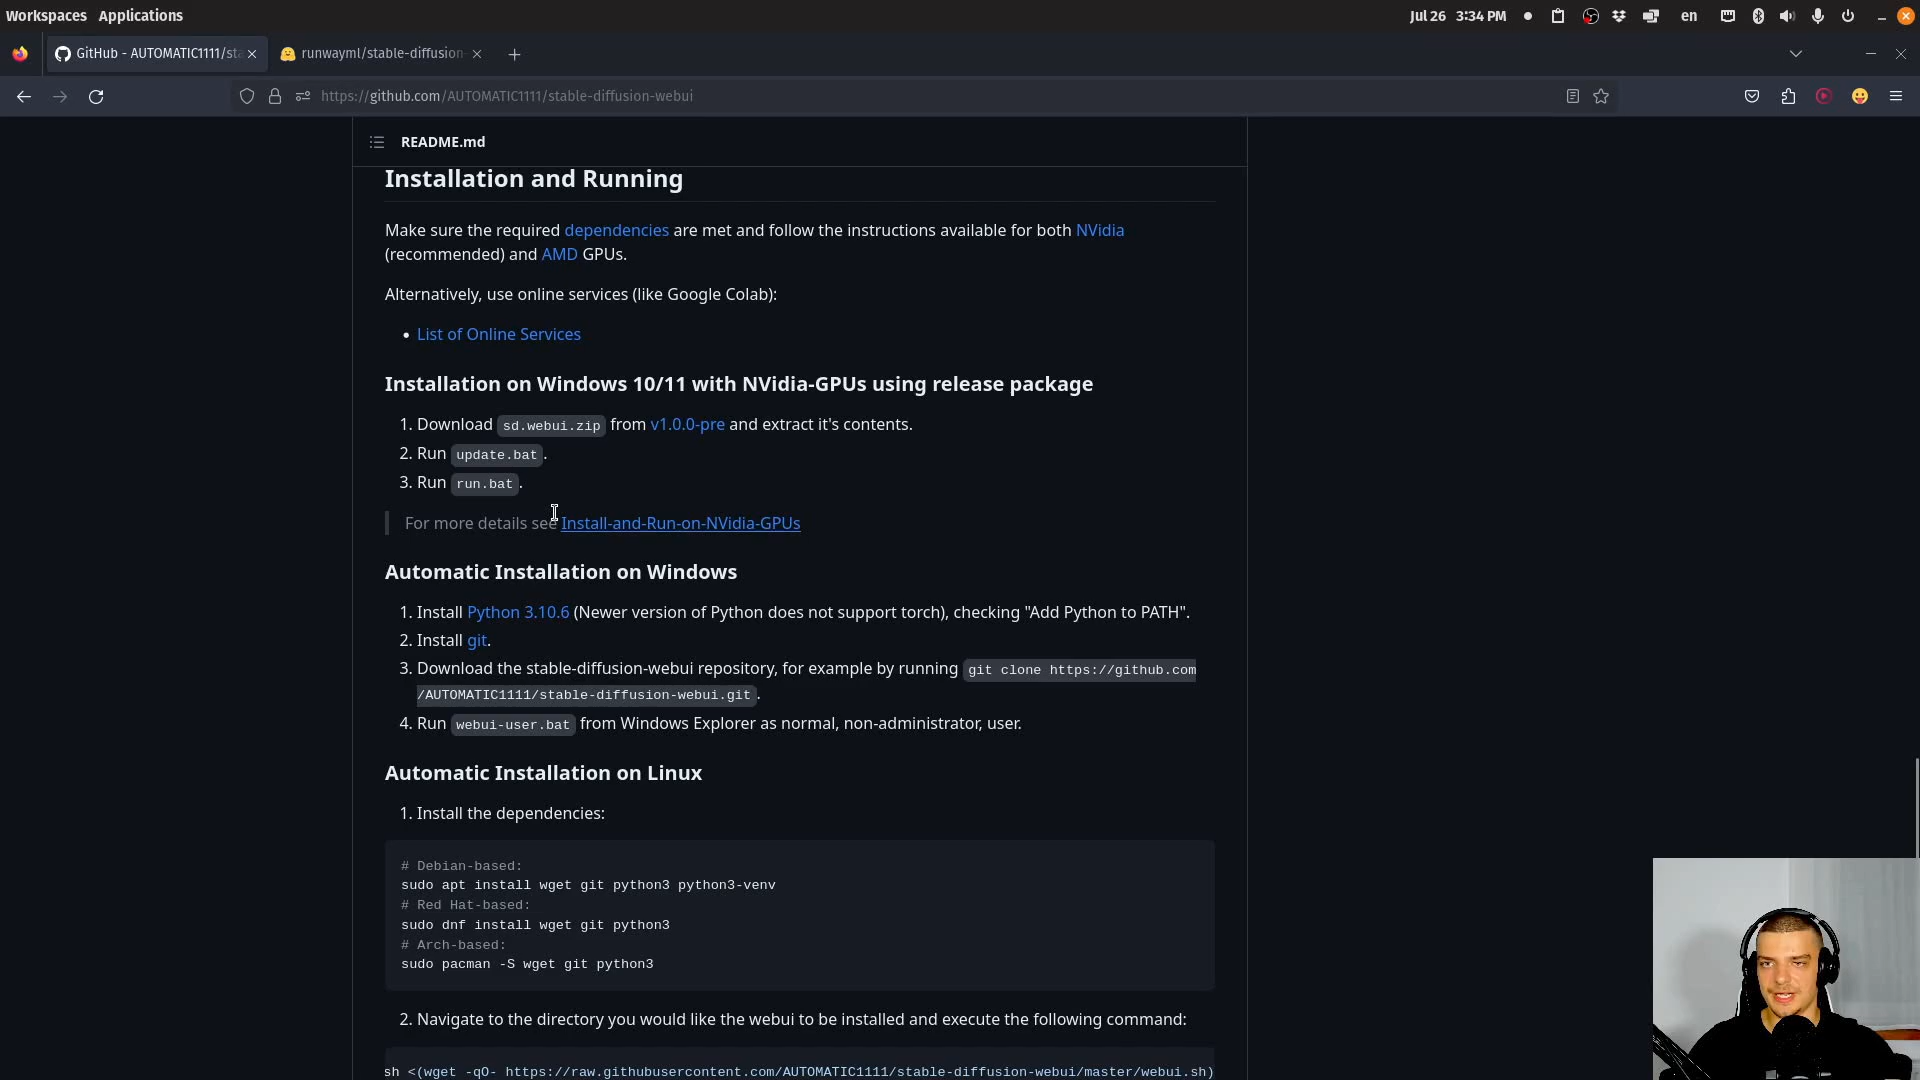 Workspaces Applications
Jul 26 3:34 PM
en
GitHub - AUTOMATIC1111/sta
runwayml/stable-diffusion-
https://github.com/AUTOMATIC1111/stable-diffusion-webui
README.md
Installation and Running
Make sure the required dependencies are met and follow the instructions available for both NVidia
(recommended) and AMD GPUs.
Alternatively, use online services (like Google Colab):
• List of Online Services
Installation on Windows 10/11 with NVidia-GPUs using release package
1. Download sd.webui.zip from v1.0.0-pre and extract it's contents.
2. Run update.bat.
3. Run run.bat.
For more details see Install-and-Run-on-NVidia-GPUs
Automatic Installation on Windows
1. Install Python 3.10.6 (Newer version of Python does not support torch), checking "Add Python to PATH".
2. Install git.
3. Download the stable-diffusion-webui repository, for example by running git clone https://github.com
/AUTOMATIC1111/stable-diffusion-webui.git.
4. Run webui-user.bat from Windows Explorer as normal, non-administrator, user.
Automatic Installation on Linux
1. Install the dependencies:
# Debian-based:
sudo apt install wget git python3 python3-venv
# Red Hat-based:
sudo dnf install wget git python3
# Arch-based:
sudo pacman -S wget git python3
2. Navigate to the directory you would like the webui to be installed and execute the following command:
sh <(wget -qO- https://raw.githubusercontent.com/AUTOMATIC1111/stable-diffusion-webui/master/webui.sh)